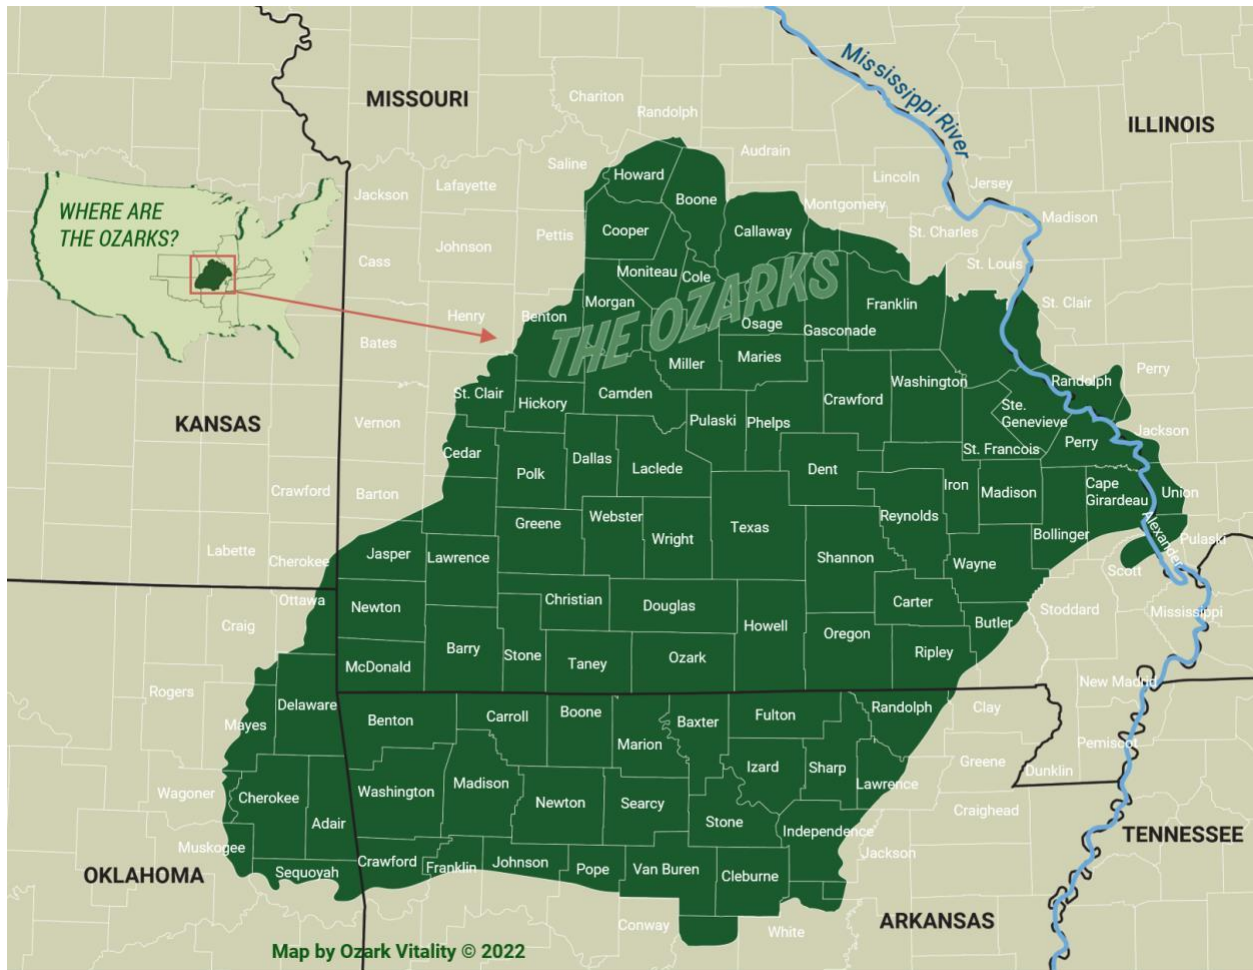 MISSOURI
Chariton
Randolph
Mississippi River
ILLINOIS
Audrain
Saline
Howard
Jackson
Lafayette
Boone
Lincoln
Jersey
WHERE ARE
THE OZARKS?
Montgomery
Madison
Pettis
Cooper
Callaway
St. Charles
Johnson
Cass
Moniteau
Cole
St. Louis
THE OZARKS
Morgan
Franklin
St. Clair
Henry
Benton
Osage
Gasconade
Bates
Miller
Maries
Perry
Washington
Randolph
St. Clair
Camden
Crawford
Hickory
KANSAS
Vernon
Pulaski
Phelps
Ste.
Genevieve
Jackson
Perry
Cedar
Dallas
St. Francois
Polk
Laclede
Dent
Crawford
Barton
Iron
Madison
Cape
Girardeau
Union
Greene
Webster
Texas
Reynolds
Alexander
Wright
Bollinger
Pulaski
Labette
Cherokee
Jasper
Lawrence
Shannon
Wayne
Scott
Ottawa
Newton
Christian
Douglas
Carter
Stoddard
Mississippi
Craig
Howell
Oregon
Butler
Barry
Stone
Taney
Ozark
Ripley
McDonald
New Madrid
Rogers
Delaware
Mayes
Benton
Carroll
Boone
Baxter
Fulton
Randolph
Clay
Marion
Pemiscot
Greene
Dunklin
Izard
Sharp
Wagoner
Cherokee
Washington
Madison
Newton
Searcy
Lawrence
Craighead
Adair
Stone
Independence
TENNESSEE
Muskogee
Jackson
OKLAHOMA
Sequoyah
Crawford
Franklin
Johnson
Pope
Van Buren
Cleburne
ARKANSAS
Conway
White
Map by Ozark Vitality © 2022